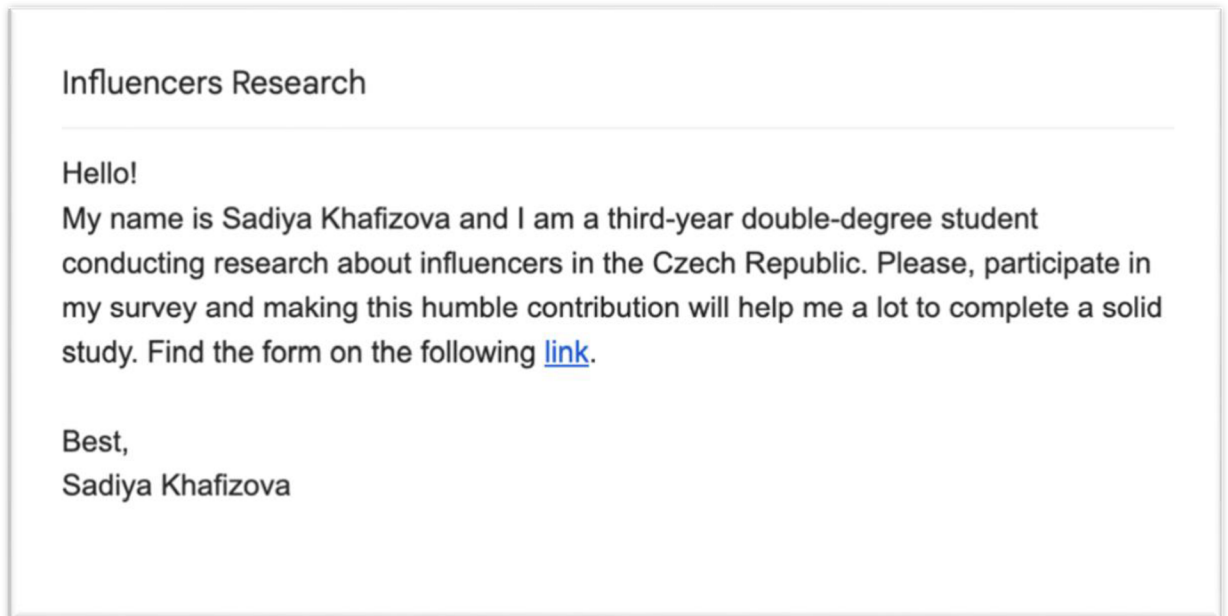 Influencers Research
Hello!
My name is Sadiya Khafizova and I am a third-year double-degree student
conducting research about influencers in the Czech Republic. Please, participate in
my survey and making this humble contribution will help me a lot to complete a solid
study. Find the form on the following link.
Best,
Sadiya Khafizova